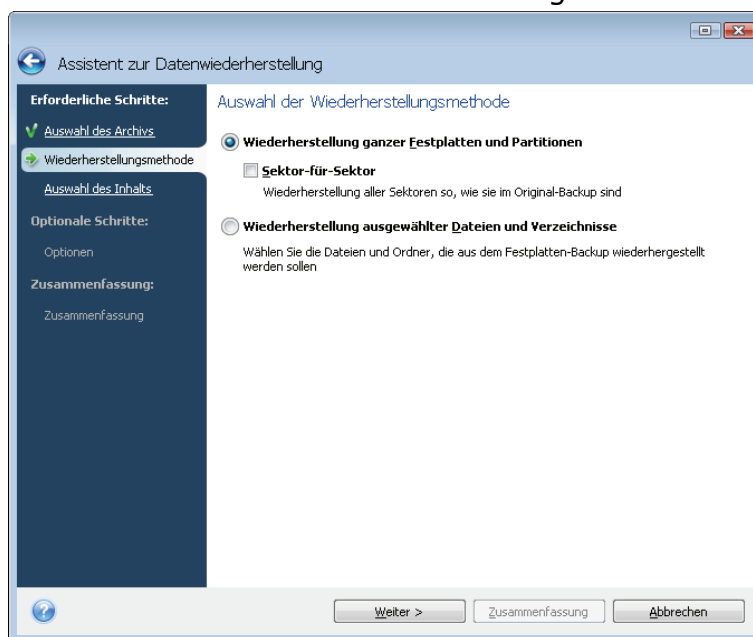 Assistent zur Datenwiederherstellung
Erforderliche Schritte:
Auswahl des Archivs
Wiederherstellungsmethode
Auswahl des Inhalts
Optionale Schritte:
Optionen
Zusammenfassung:
Zusammenfassung
Auswahl der Wiederherstellungsmethode
Wiederherstellung ganzer Festplatten und Partitionen
Sektor-für-Sektor
Wiederherstellung aller Sektoren so, wie sie im Original-Backup sind
Wiederherstellung ausgewählter Dateien und Verzeichnisse
Wählen Sie die Dateien und Ordner, die aus dem Festplatten-Backup wiederhergestellt
werden sollen
Weiter >
Zusammenfassung
Abbrechen